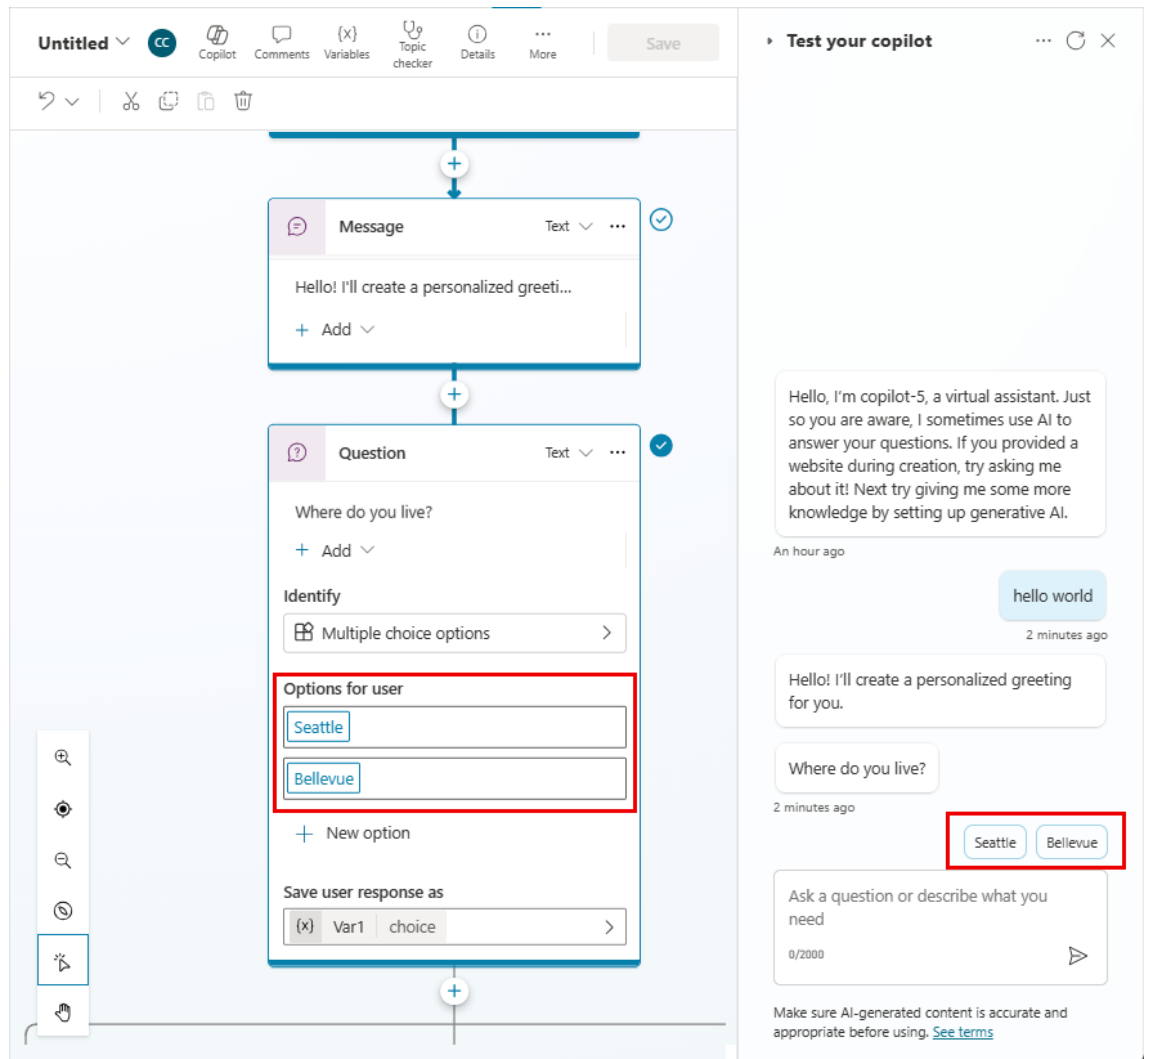 Untitled
CC
Copilot
Comments
{x}
Variables
Topic
checker
Details
More
Save
Message
Text
Hello! I'll create a personalized greeti...
Add
Question
Text
Where do you live?
Add
Identify
Multiple choice options
Options for user
Seattle
Bellevue
New option
Save user response as
{x} Var1 choice
Test your copilot
Hello, I'm copilot-5, a virtual assistant. Just
so you are aware, I sometimes use AI to
answer your questions. If you provided a
website during creation, try asking me
about it! Next try giving me some more
knowledge by setting up generative AI.
An hour ago
hello world
2 minutes ago
Hello! I'll create a personalized greeting
for you.
Where do you live?
2 minutes ago
Seattle Bellevue
Ask a question or describe what you
need
0/2000
Make sure AI-generated content is accurate and
appropriate before using. See terms